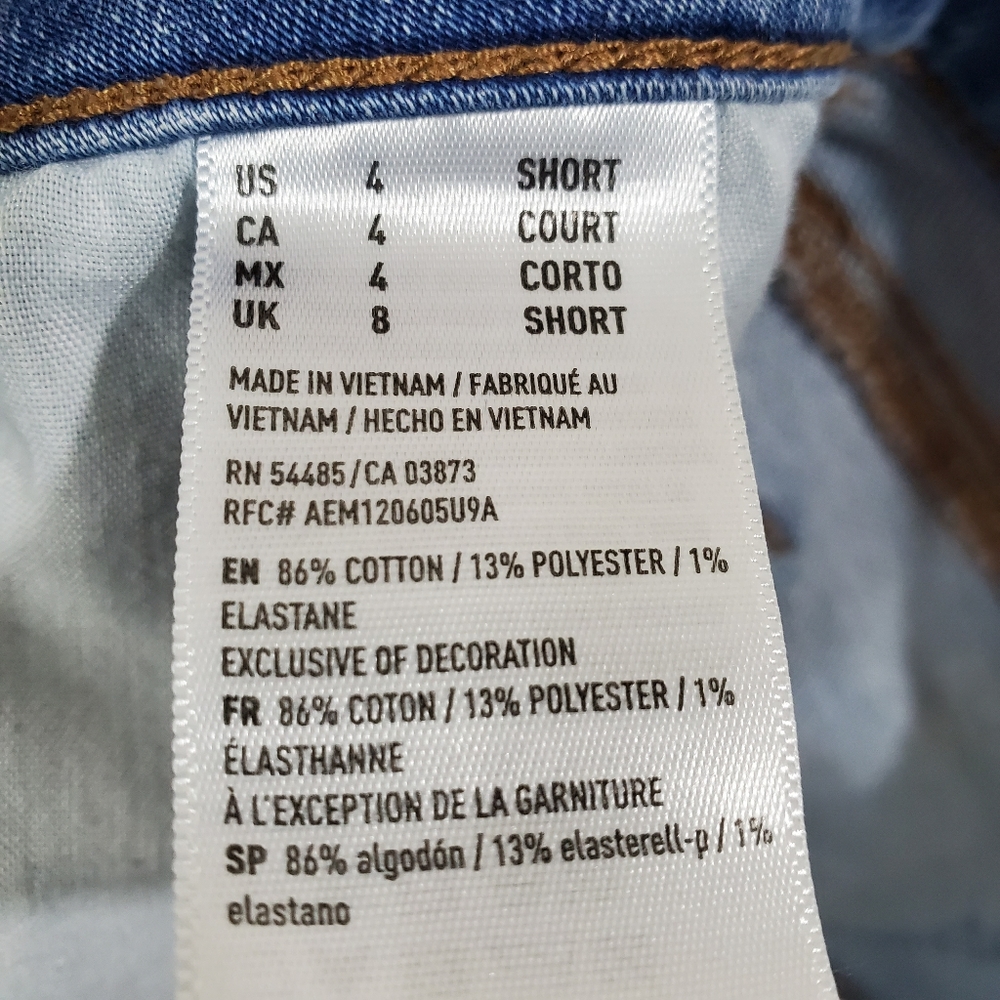 US 4 SHORT
CA 4 COURT
MX 4 CORTO
UK 8 SHORT
MADE IN VIETNAM / FABRIQUÉ AU
VIETNAM / HECHO EN VIETNAM
RN 54485/CA 03873
RFC# AEM120605U9A
EN 86% COTTON / 13% POLYESTER / 1%
ELASTANE
EXCLUSIVE OF DECORATION
FR 86% COTON / 13% POLYESTER / 1%
ÉLASTHANNE
À L'EXCEPTION DE LA GARNITURE
SP 86% algodón / 13% elasterell-p / 1%
elastano